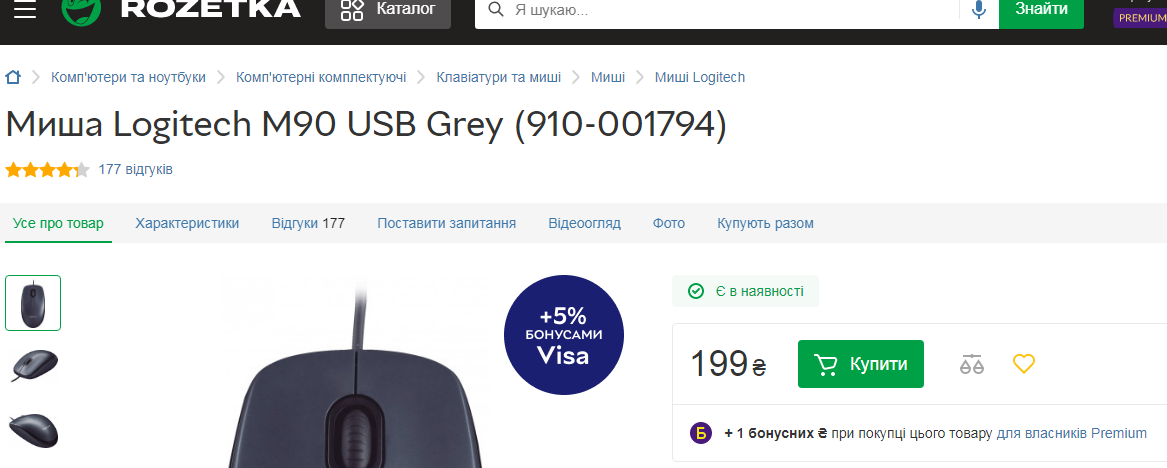 ROZETKA
Каталог
Я шукаю...
Знайти
PREMIUM
Комп'ютери та ноутбуки
Комп'ютерні комплектуючі
Клавіатури та миші
Миші
Миші Logitech
Миша Logitech M90 USB Grey (910-001794)
177 відгуків
Усе про товар
Характеристики
Відгуки 177
Поставити запитання
Відеоогляд
Фото
Купують разом
+5%
БОНУСАМИ
Visa
Є в наявності
199 ₴
Купити
Б
+ 1 бонусних ₴ при покупці цього товару для власників Premium